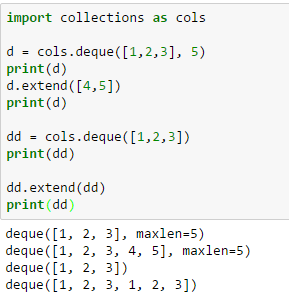 import collections as cols
d = cols.deque([1,2,3], 5)
print(d)
d.extend([4,5])
print(d)
dd = cols.deque([1,2,3])
print(dd)
dd.extend(dd)
print(dd)
deque([1, 2, 3], maxlen=5)
deque([1, 2, 3, 4, 5], maxlen=5)
deque([1, 2, 3])
deque([1, 2, 3, 1, 2, 3])